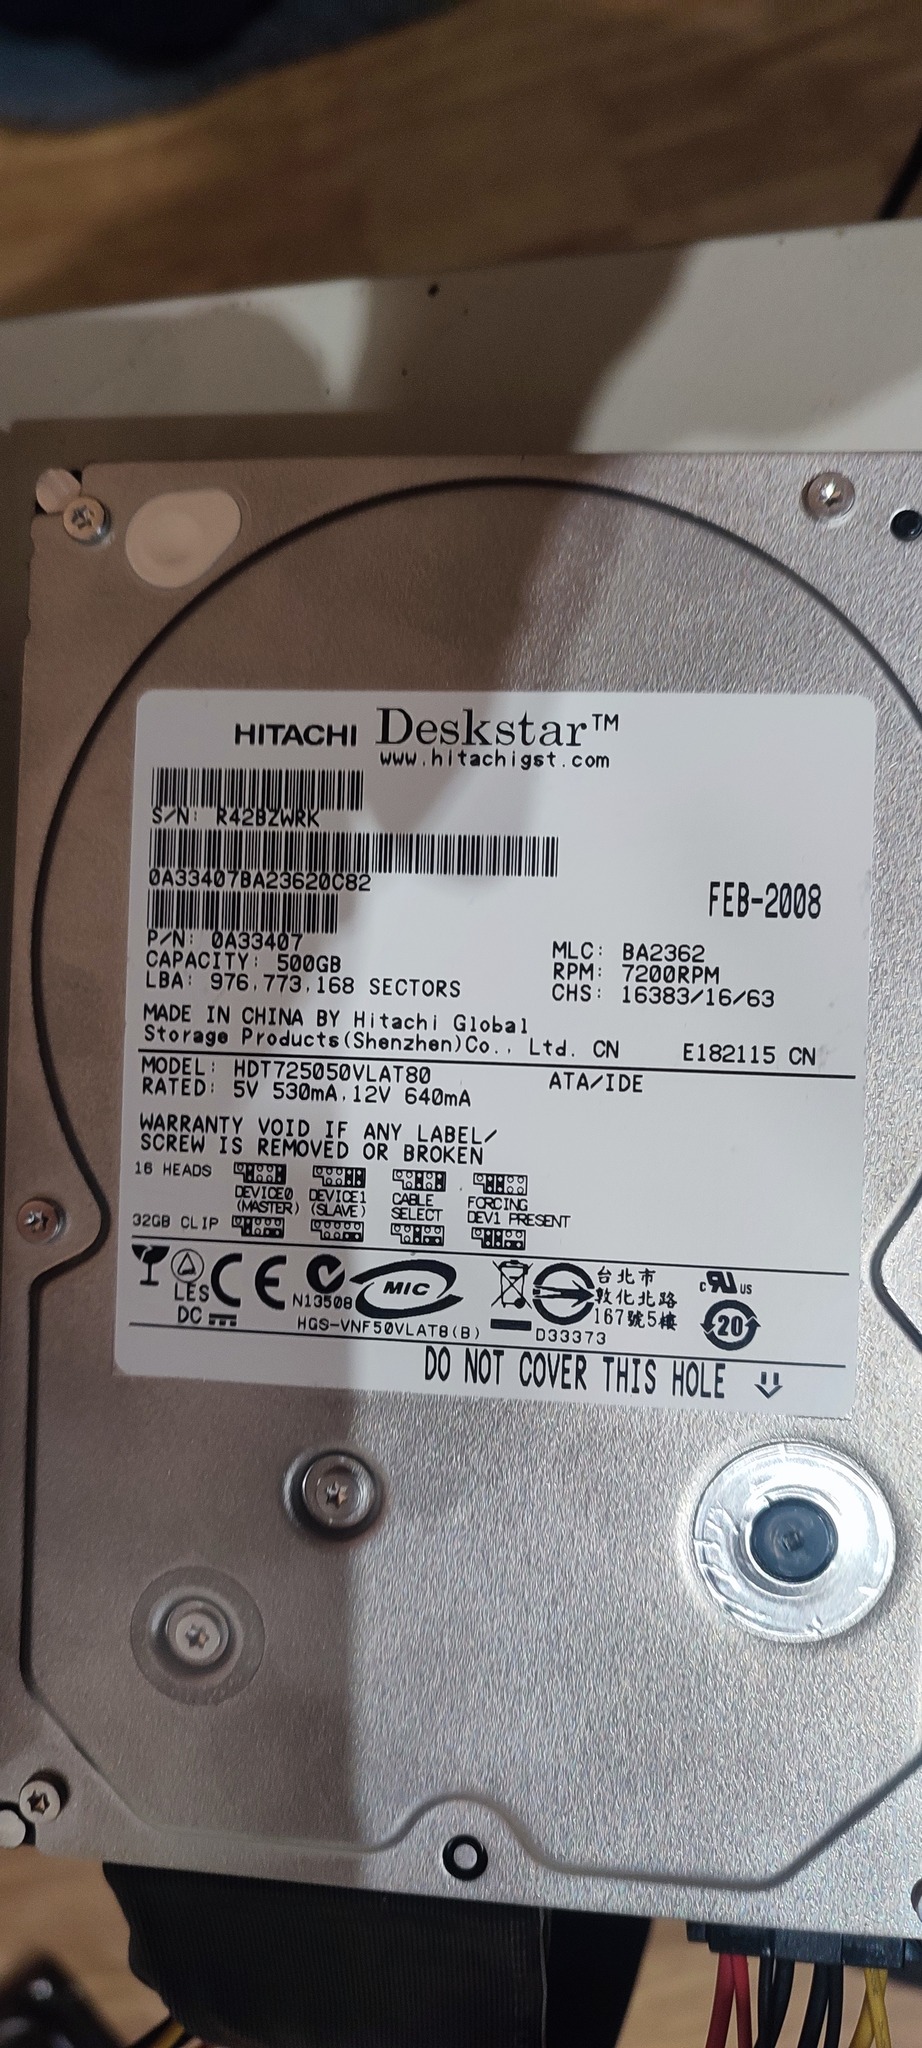 HITACHI Deskstar™
www.hitachigst.com
S/N: R42BZWRK
0A33407BA23620C82
FEB-2008
P/N: 0A33407
CAPACITY: 500GB
LBA: 976,773,168 SECTORS
MLC: BA2362
RPM: 7200RPM
CHS: 16383/16/63
MADE IN CHINA BY Hitachi Global
Storage Products(Shenzhen)Co., Ltd. CN E182115 CN
MODEL: HDT725050VLAT80 ATA/IDE
RATED: 5V 530mA,12V 640mA
WARRANTY VOID IF ANY LABEL/
SCREW IS REMOVED OR BROKEN
16 HEADS
DEVICE0 (MASTER)
DEVICE1 (SLAVE)
CABLE SELECT
FORCING DEV1 PRESENT
32GB CLIP
LES
DC
CE
N13508
MIC
HGS-VNF50VLAT8(B)
D33373
台北市
敦化北路
167號5樓
c US
20
DO NOT COVER THIS HOLE